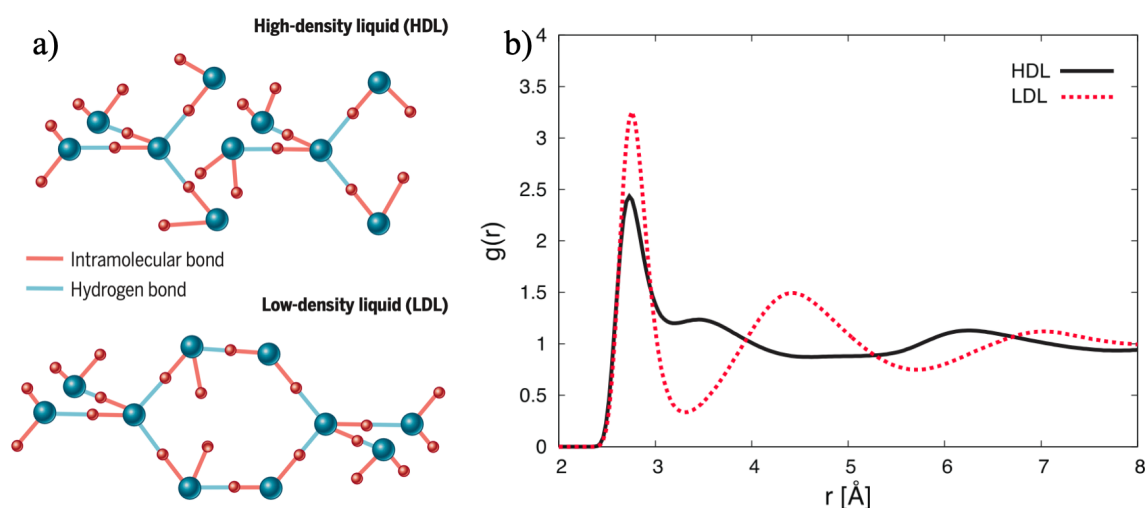 a)
High-density liquid (HDL)
Intramolecular bond
Hydrogen bond
Low-density liquid (LDL)
b)
4
3.5
3
2.5
2
1.5
1
0.5
0
g(r)
HDL
LDL
2 3 4 5 6 7 8
r [Å]